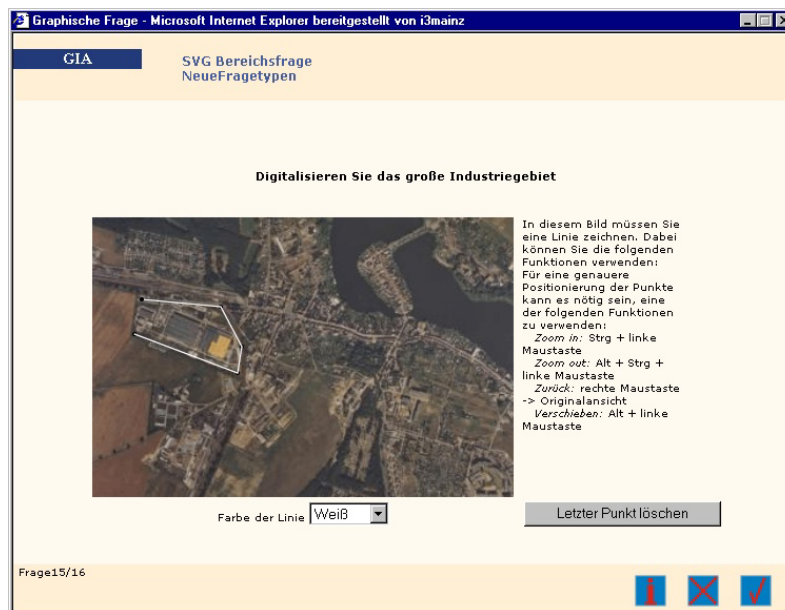 Graphische Frage - Microsoft Internet Explorer bereitgestellt von i3mainz
GIA
SVG Bereichsfrage
NeueFragetypen
Digitalisieren Sie das große Industriegebiet
In diesem Bild müssen Sie
eine Linie zeichnen. Dabei
können Sie die folgenden
Funktionen verwenden:
Für eine genauere
Positionierung der Punkte
kann es nötig sein, eine
der folgenden Funktionen
zu verwenden:
Zoom in: Strg + linke
Maustaste
Zoom out: Alt + Strg +
linke Maustaste
Zurück: rechte Maustaste
-> Originalansicht
Verschieben: Alt + linke
Maustaste
Farbe der Linie Weiß
Letzter Punkt löschen
Frage15/16